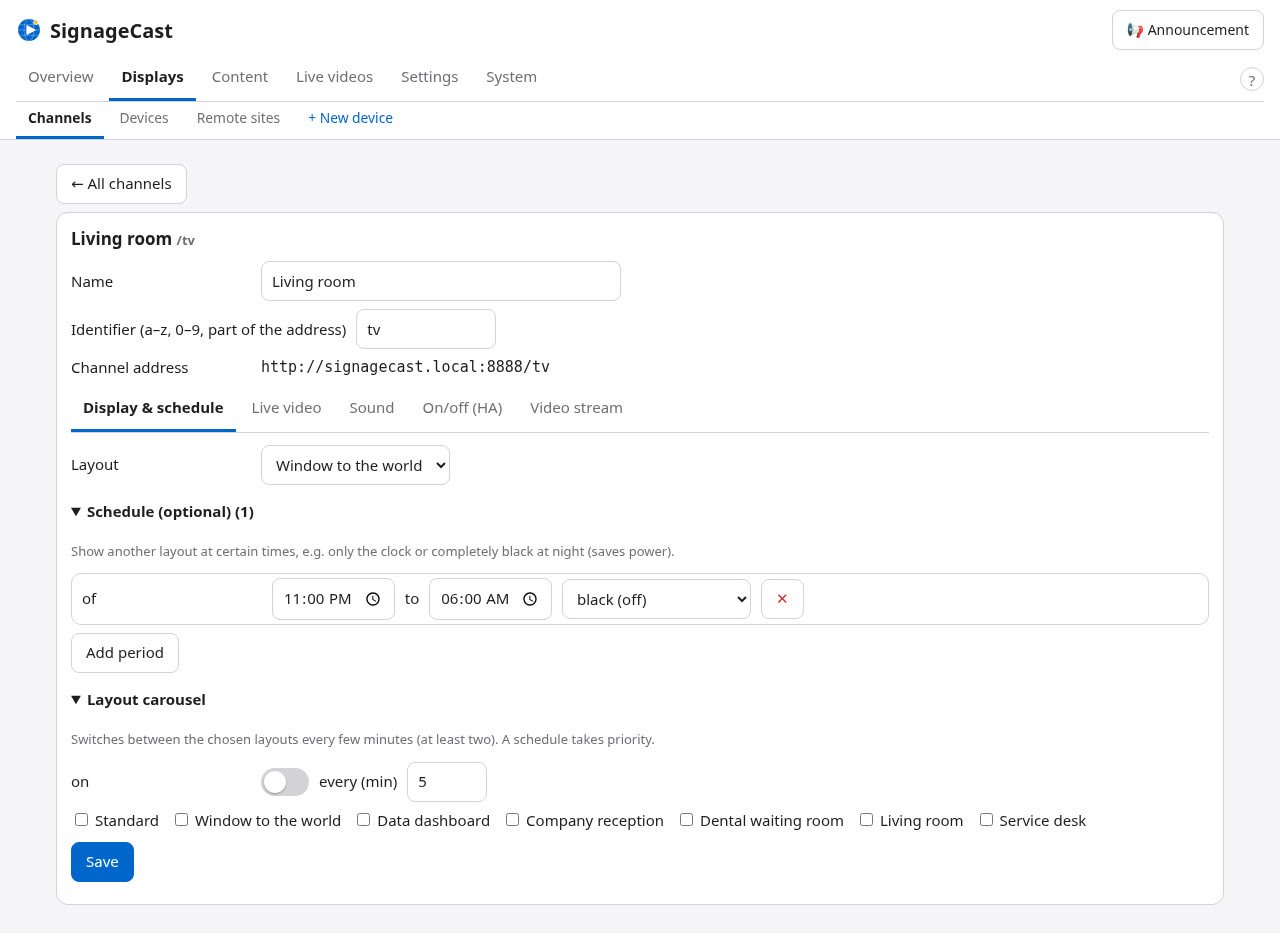 SignageCast
📢 Announcement
Overview Displays Content Live videos Settings System ?
Channels Devices Remote sites + New device
← All channels
Living room /tv
Name Living room
Identifier (a–z, 0–9, part of the address) tv
Channel address http://signagecast.local:8888/tv
Display & schedule Live video Sound On/off (HA) Video stream
Layout Window to the world
▼ Schedule (optional) (1)
Show another layout at certain times, e.g. only the clock or completely black at night (saves power).
of 11:00 PM to 06:00 AM black (off) ✕
Add period
▼ Layout carousel
Switches between the chosen layouts every few minutes (at least two). A schedule takes priority.
on every (min) 5
Standard Window to the world Data dashboard Company reception Dental waiting room Living room Service desk
Save